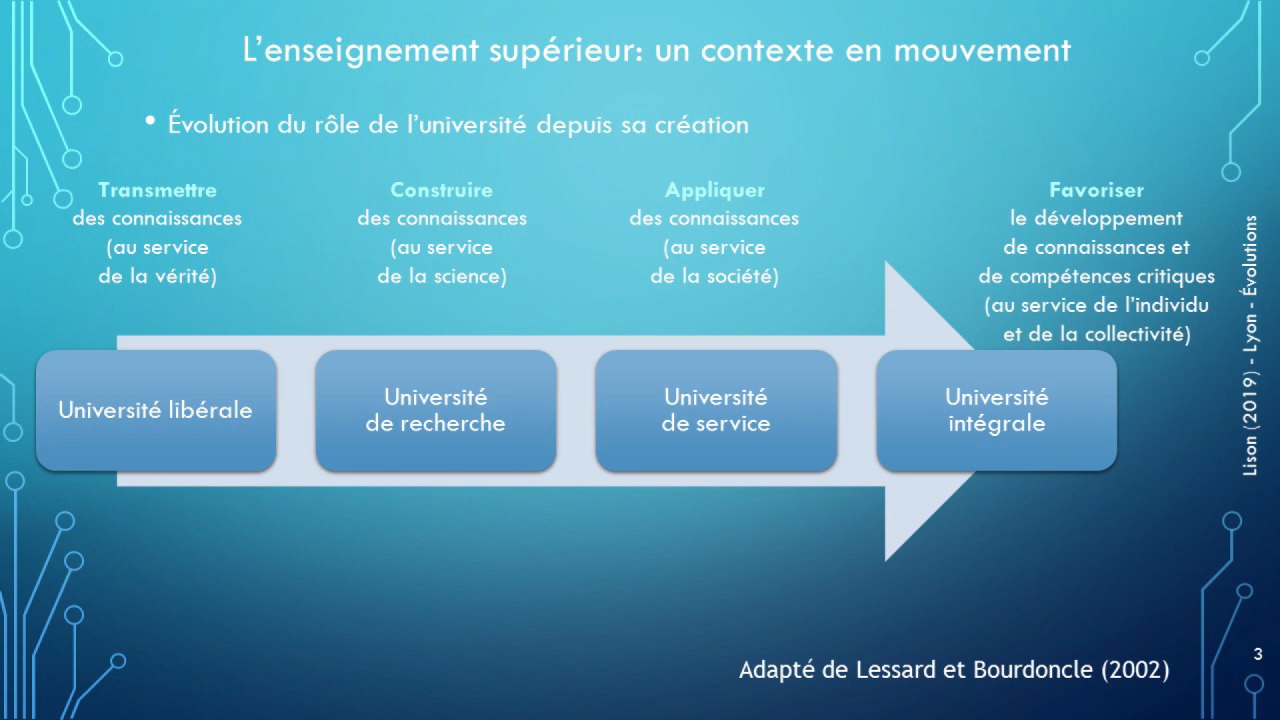 L'enseignement supérieur: un contexte en mouvement
• Évolution du rôle de l'université depuis sa création
Transmettre
des connaissances
(au service
de la vérité)
Construire
des connaissances
(au service
de la science)
Appliquer
des connaissances
(au service
de la société)
Favoriser
le développement
de connaissances et
de compétences critiques
(au service de l'individu
et de la collectivité)
Université libérale
Université
de recherche
Université
de service
Université
intégrale
Lison (2019) - Lyon - Évolutions
Adapté de Lessard et Bourdoncle (2002)
3